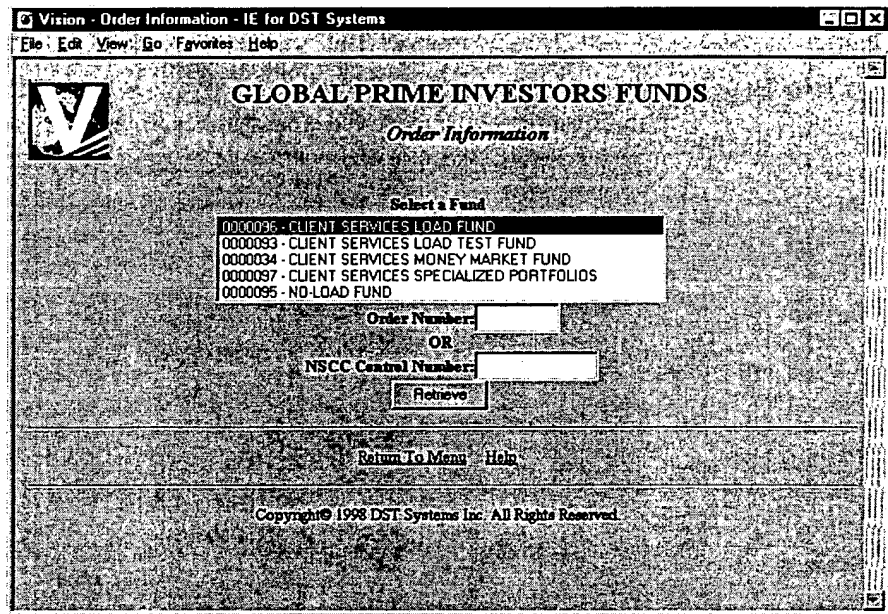 Vision - Order Information - IE for DST Systems
File Edit View Go Favorites Help
V
GLOBAL PRIME INVESTORS FUNDS
Order Information
Select a Fund
0000096 - CLIENT SERVICES LOAD FUND
0000093 - CLIENT SERVICES LOAD TEST FUND
0000034 - CLIENT SERVICES MONEY MARKET FUND
0000097 - CLIENT SERVICES SPECIALIZED PORTFOLIOS
0000095 - NO-LOAD FUND
Order Number:
OR
NSCC Control Number:
Retrieve
Return To Menu Help
Copyright© 1998 DST Systems Inc. All Rights Reserved.